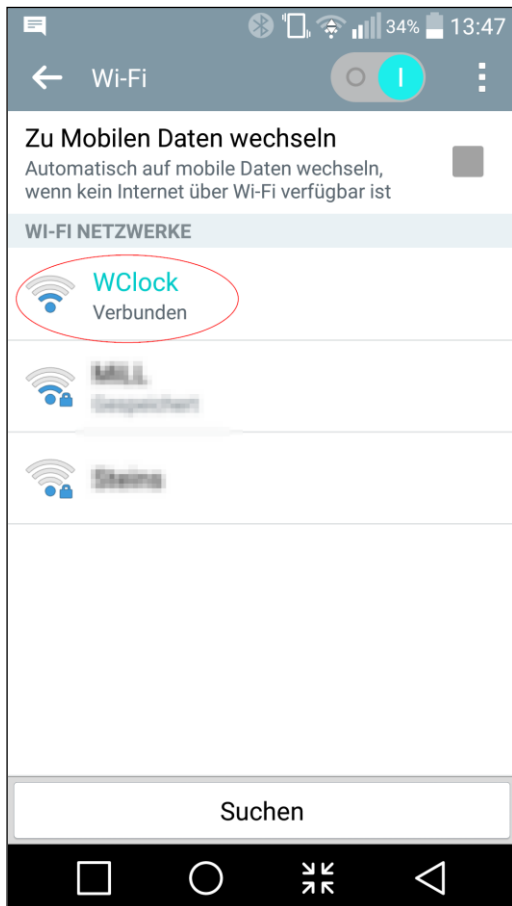 34% 13:47
Wi-Fi
Zu Mobilen Daten wechseln
Automatisch auf mobile Daten wechseln,
wenn kein Internet über Wi-Fi verfügbar ist
WI-FI NETZWERKE
WClock
Verbunden
Suchen